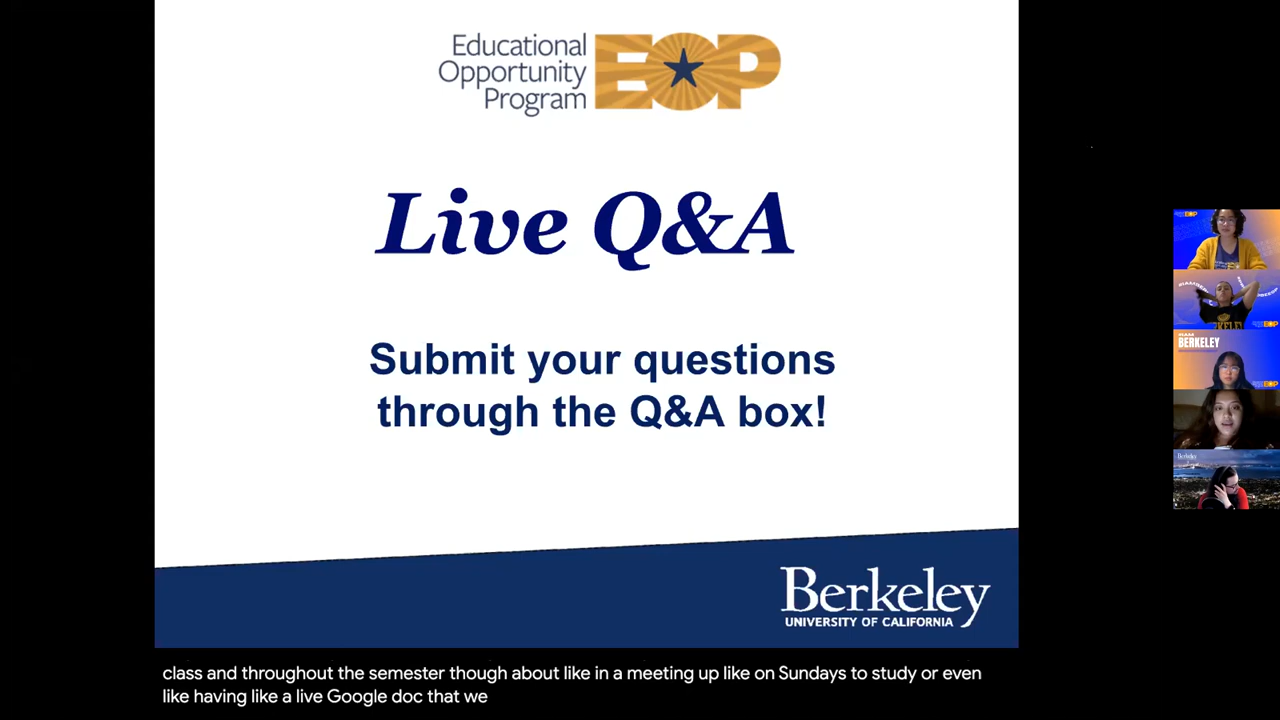 Educational
Opportunity
Program
EOP
Live Q&A
Submit your questions
through the Q&A box!
BERKELEY
Berkeley
UNIVERSITY OF CALIFORNIA
class and throughout the semester though about like in a meeting up like on Sundays to study or even
like having like a live Google doc that we